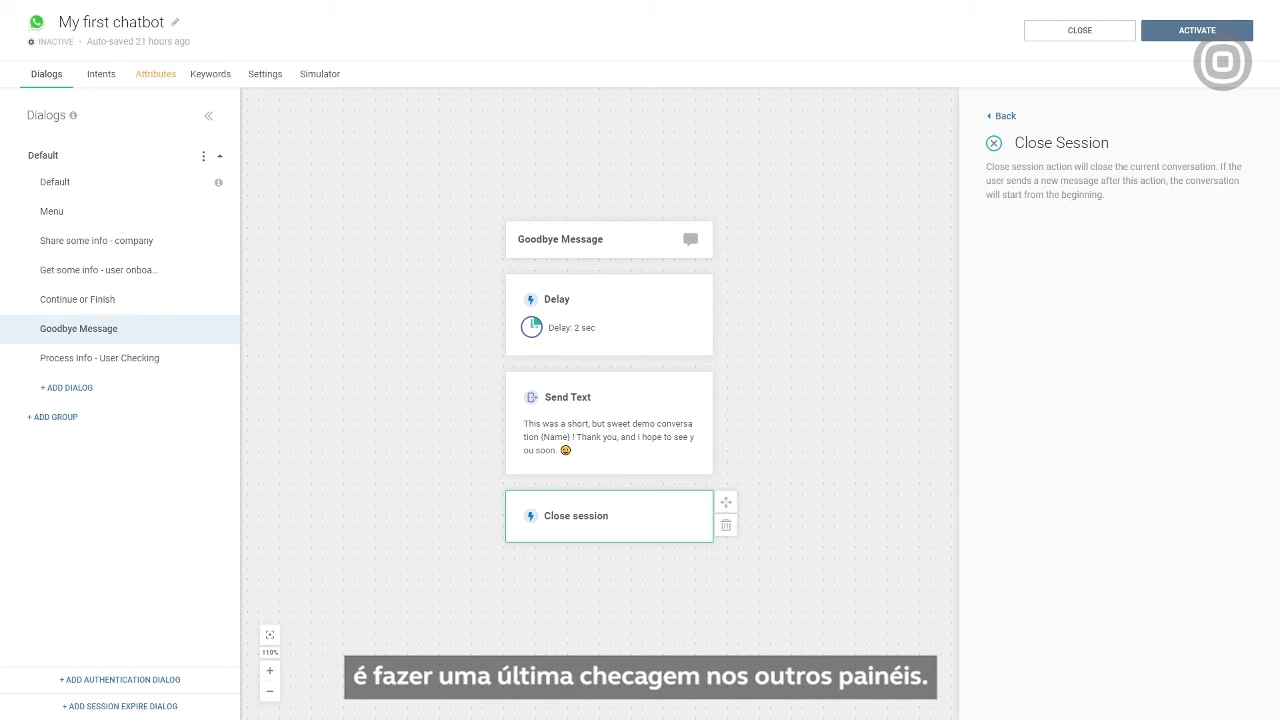 My first chatbot
INACTIVE • Auto-saved 21 hours ago
CLOSE
ACTIVATE
Dialogs
Intents
Attributes
Keywords
Settings
Simulator
Dialogs
Default
Default
Menu
Share some info - company
Get some info - user onboa...
Continue or Finish
Goodbye Message
Process Info - User Checking
+ ADD DIALOG
+ ADD GROUP
+ ADD AUTHENTICATION DIALOG
+ ADD SESSION EXPIRE DIALOG
Goodbye Message
Delay
Delay: 2 sec
Send Text
This was a short, but sweet demo conversa
tion {Name} ! Thank you, and I hope to see y
ou soon. 😀
Close session
110%
Back
Close Session
Close session action will close the current conversation. If the
user sends a new message after this action, the conversation
will start from the beginning.
é fazer uma última checagem nos outros painéis.